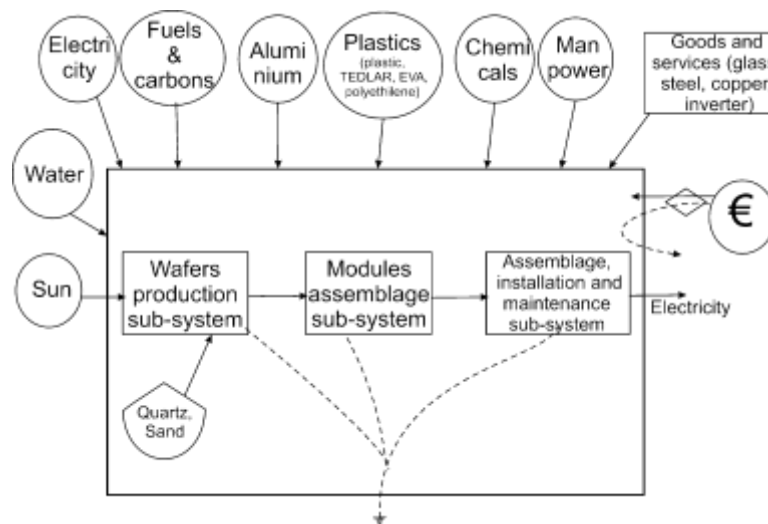 Electri
city
Fuels &
carbons
Alumi
nium
Plastics
(plastic,
TEDLAR, EVA,
polyethilene)
Chemi
cals
Man
power
Goods and
services (glass
steel, copper
inverter)
Water
€
Sun
Wafers
production
sub-system
Modules
assemblage
sub-system
Assemblage,
installation and
maintenance
sub-system
Electricity
Quartz,
Sand